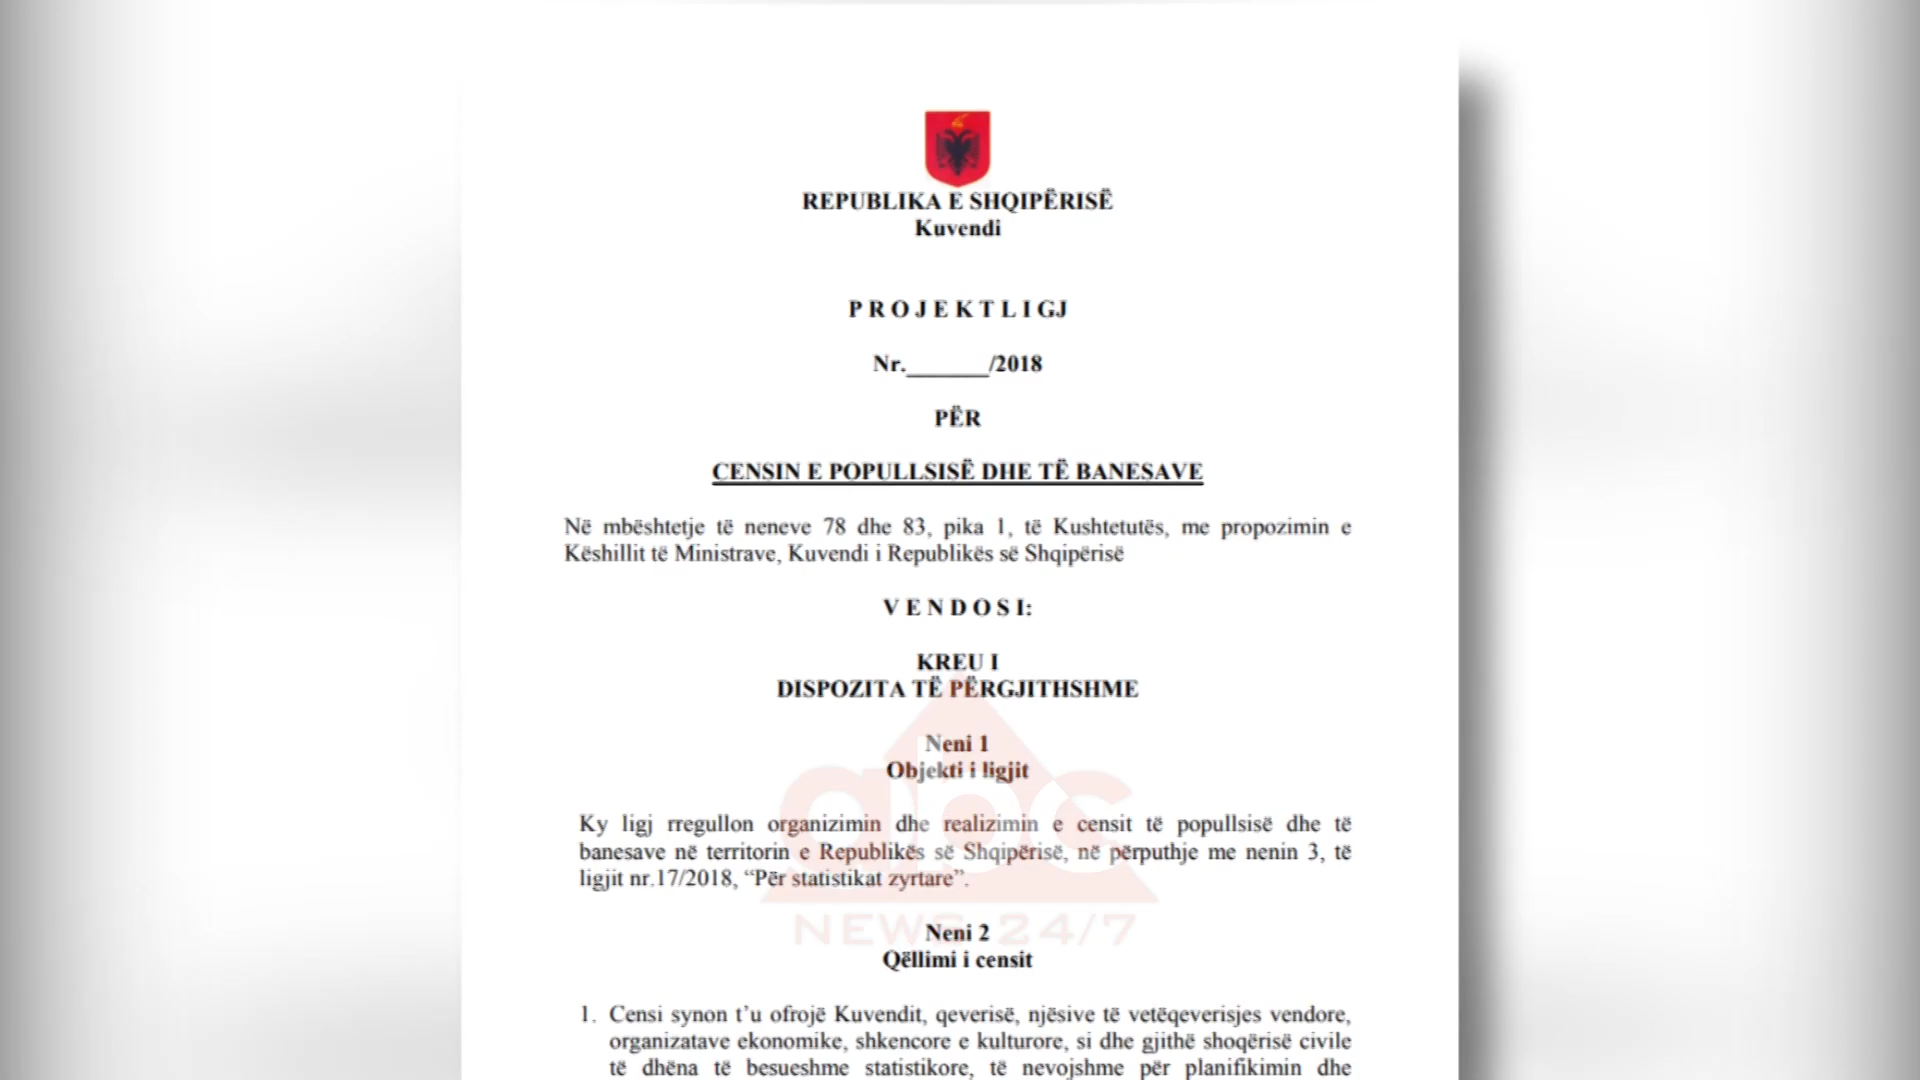 REPUBLIKA E SHQIPËRISË
Kuvendi
P R O J E K T L I GJ
Nr._______/2018
PËR
CENSIN E POPULLSISË DHE TË BANESAVE
Në mbështetje të neneve 78 dhe 83, pika 1, të Kushtetutës, me propozimin e
Këshillit të Ministrave, Kuvendi i Republikës së Shqipërisë
V E N D O S I:
KREU I
DISPOZITA TË PËRGJITHSHME
Neni 1
Objekti i ligjit
Ky ligj rregullon organizimin dhe realizimin e censit të popullsisë dhe të
banesave në territorin e Republikës së Shqipërisë, në përputhje me nenin 3, të
ligjit nr.17/2018, “Për statistikat zyrtare”.
abc
NEWS 24/7
Neni 2
Qëllimi i censit
1. Censi synon t’u ofrojë Kuvendit, qeverisë, njësive të vetëqeverisjes vendore,
organizatave ekonomike, shkencore e kulturore, si dhe gjithë shoqërisë civile
të dhëna të besueshme statistikore, të nevojshme për planifikimin dhe